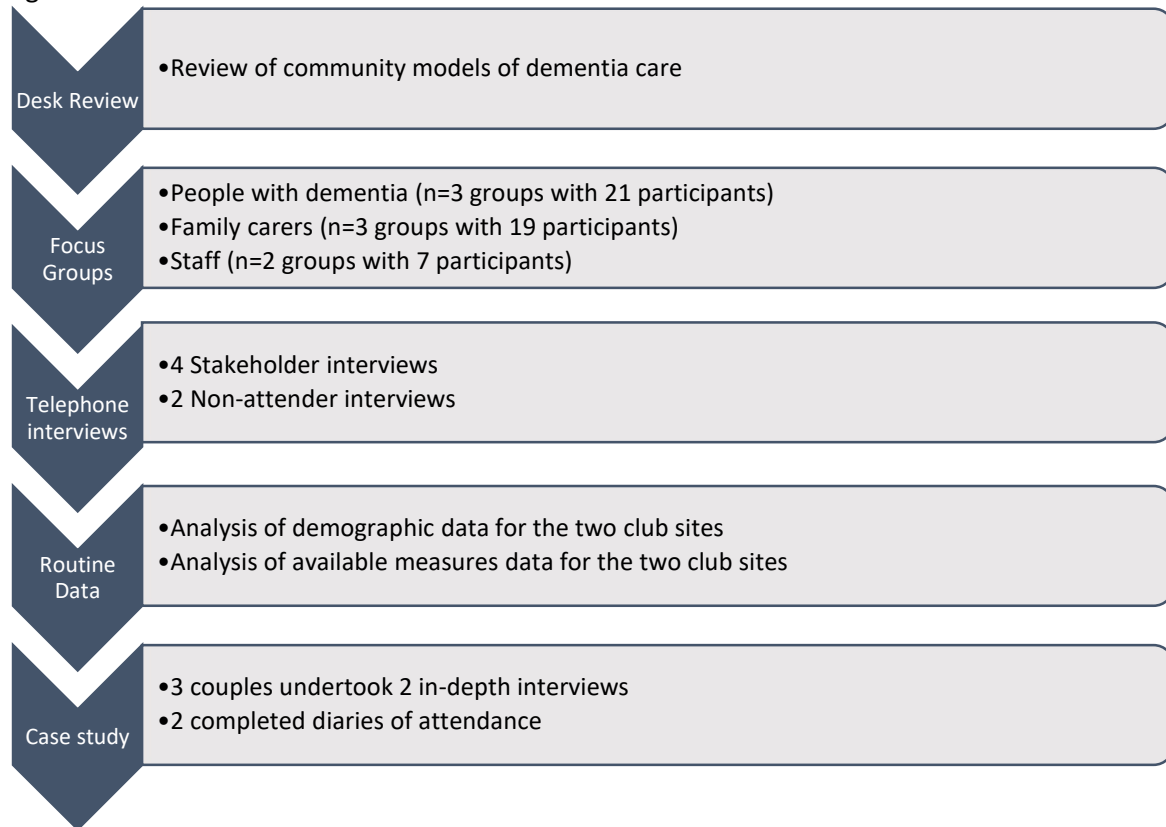 Desk Review
•Review of community models of dementia care
Focus
Groups
•People with dementia (n=3 groups with 21 participants)
•Family carers (n=3 groups with 19 participants)
•Staff (n=2 groups with 7 participants)
Telephone
interviews
•4 Stakeholder interviews
•2 Non-attender interviews
Routine
Data
•Analysis of demographic data for the two club sites
•Analysis of available measures data for the two club sites
Case study
•3 couples undertook 2 in-depth interviews
•2 completed diaries of attendance